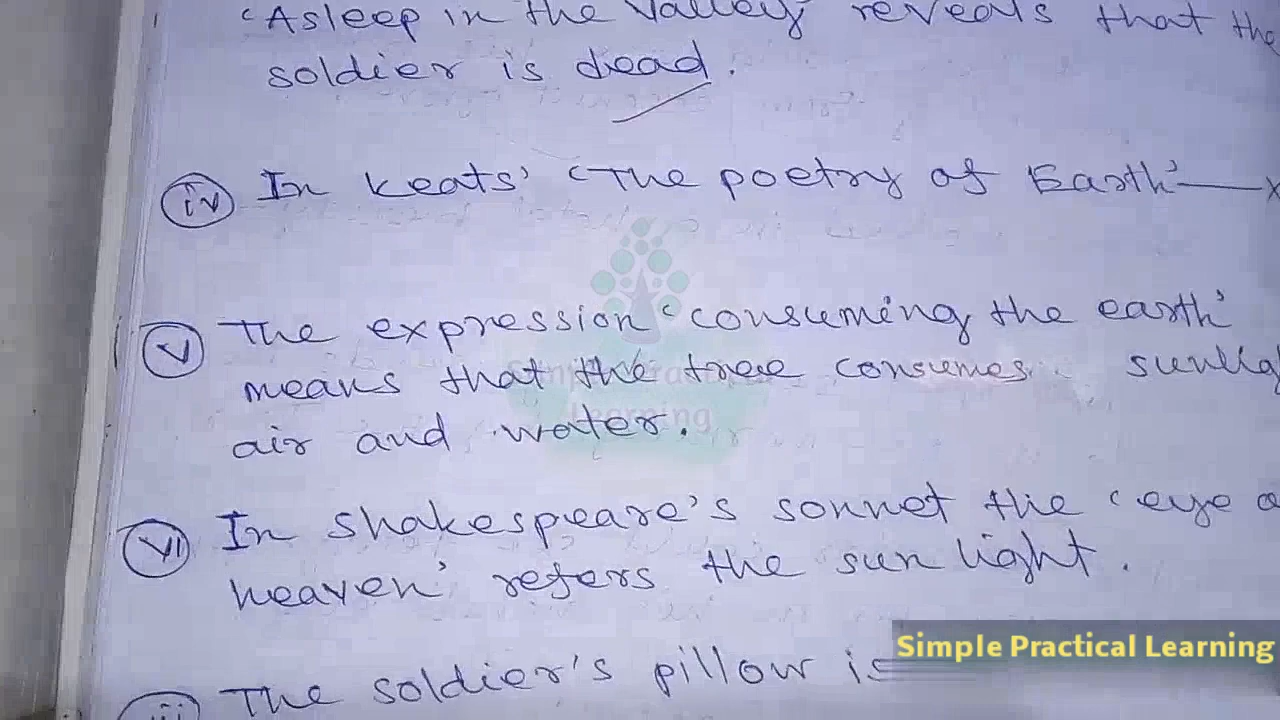 'Asleep in the Valley' reveals that the
soldier is dead.
iv In Keats' 'The poetry of Earth'— x
v The expression 'consuming the earth'
means that the tree consumes sunlig
air and water.
vi In Shakespeare's sonnet the 'eye o
heaven' refers the sun light.
The soldier's pillow is
Simple Practical Learning